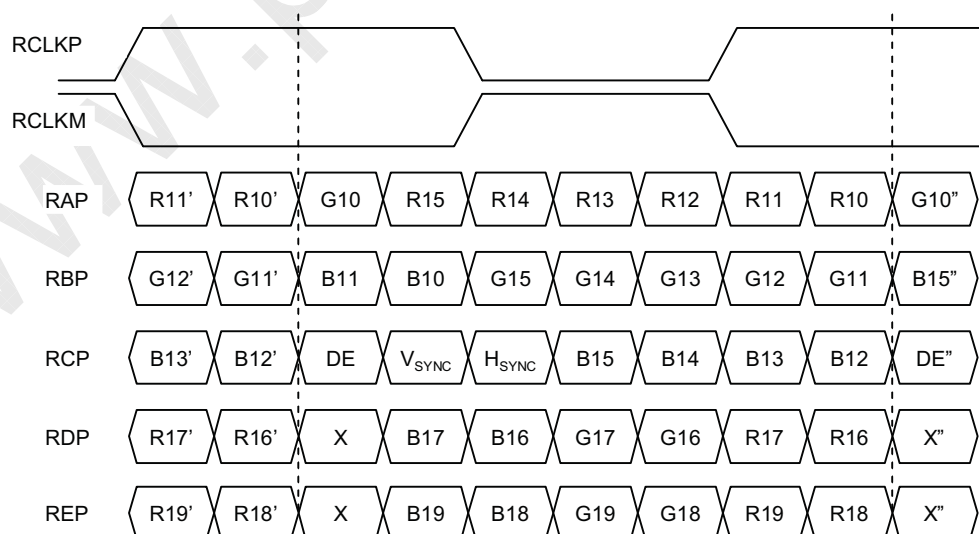 RCLKP
RCLKM
RAP R11’ R10’ G10 R15 R14 R13 R12 R11 R10 G10”
RBP G12’ G11’ B11 B10 G15 G14 G13 G12 G11 B15”
RCP B13’ B12’ DE VSYNC HSYNC B15 B14 B13 B12 DE”
RDP R17’ R16’ X B17 B16 G17 G16 R17 R16 X”
REP R19’ R18’ X B19 B18 G19 G18 R19 R18 X”